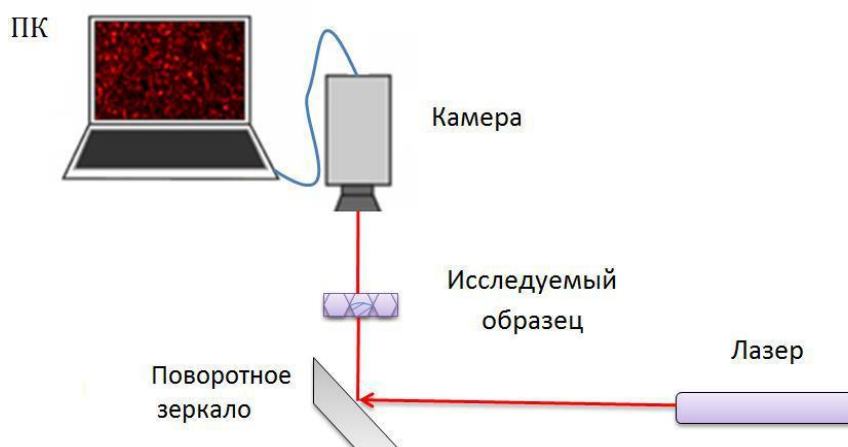 ПК
Камера
Исследуемый
образец
Лазер
Поворотное
зеркало